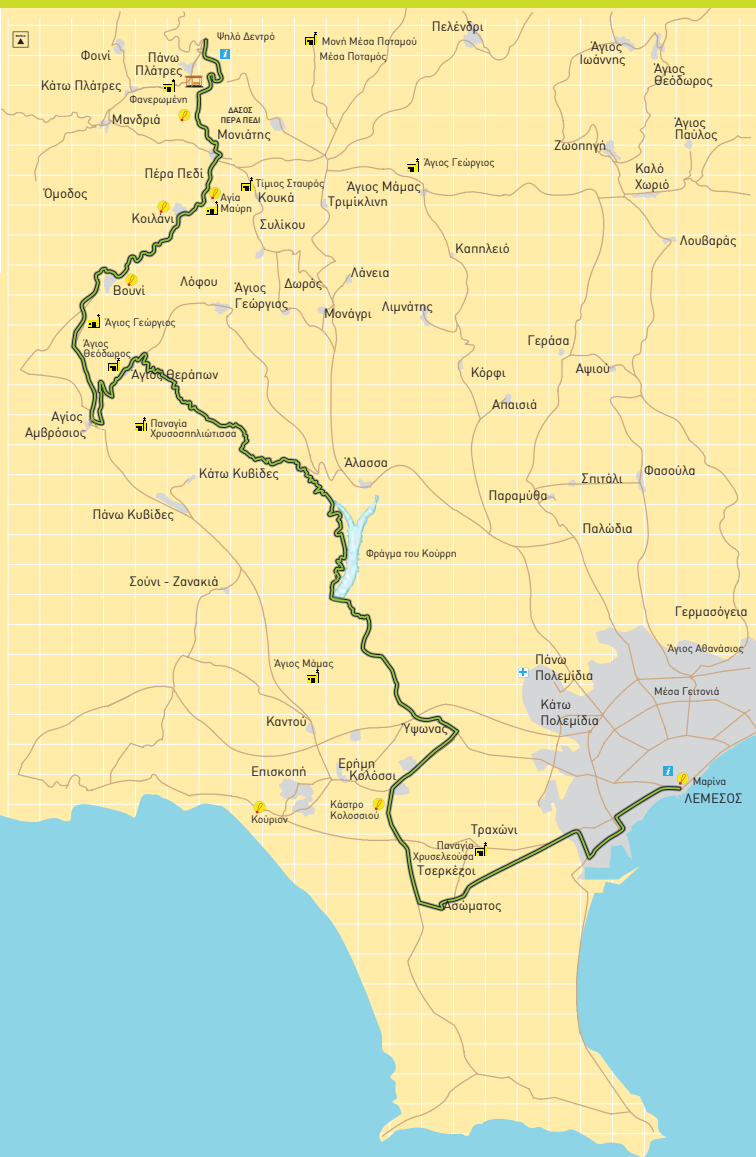 Ψηλό Δεντρό
Πελένδρι
Μονή Μέσα Ποταμού
Μέσα Ποταμός
Άγιος
Ιωάννης
Φοινί
Πάνω
Πλάτρες
Άγιος
Θεόδωρος
Κάτω Πλάτρες
Φανερωμένη
ΔΑΣΟΣ
ΠΕΡΑ ΠΕΔΙ
Μανδριά
Μονιάτης
Άγιος
Παύλος
Ζωοπηγή
Άγιος Γεώργιος
Καλό
Χωριό
Πέρα Πεδί
Τίμιος Σταυρός
Άγιος Μάμας
Όμοδος
Αγία
Μαύρη
Κουκά
Τριμίκλινη
Κοιλάνι
Συλίκου
Λουβαράς
Καπηλειό
Λάνεια
Βουνί
Λόφου
Άγιος
Γεώργιος
Δωρός
Μονάγρι
Λιμνάτης
Άγιος Γεώργιος
Άγιος
Θεόδωρος
Γεράσα
Άγιος Θεράπων
Κόρφι
Αψιού
Απαισιά
Αγίος
Αμβρόσιος
Παναγία
Χρυσοσπηλιώτισσα
Άλασσα
Κάτω Κυβίδες
Φασούλα
Σπιτάλι
Παραμύθα
Πάνω Κυβίδες
Παλώδια
Φράγμα του Κούρρη
Σούνι - Ζανακιά
Γερμασόγεια
Άγιος Αθανάσιος
Άγιος Μάμας
Πάνω
Πολεμίδια
Μέσα Γειτονιά
Κάτω
Πολεμίδια
Καντού
Ύψωνας
Ερήμη
Κολόσσι
Επισκοπή
Μαρίνα
ΛΕΜΕΣΟΣ
Κούριον
Κάστρο
Κολοσσιού
Τραχώνι
Παναγία
Χρυσελεούσα
Τσερκέζοι
Ασώματος